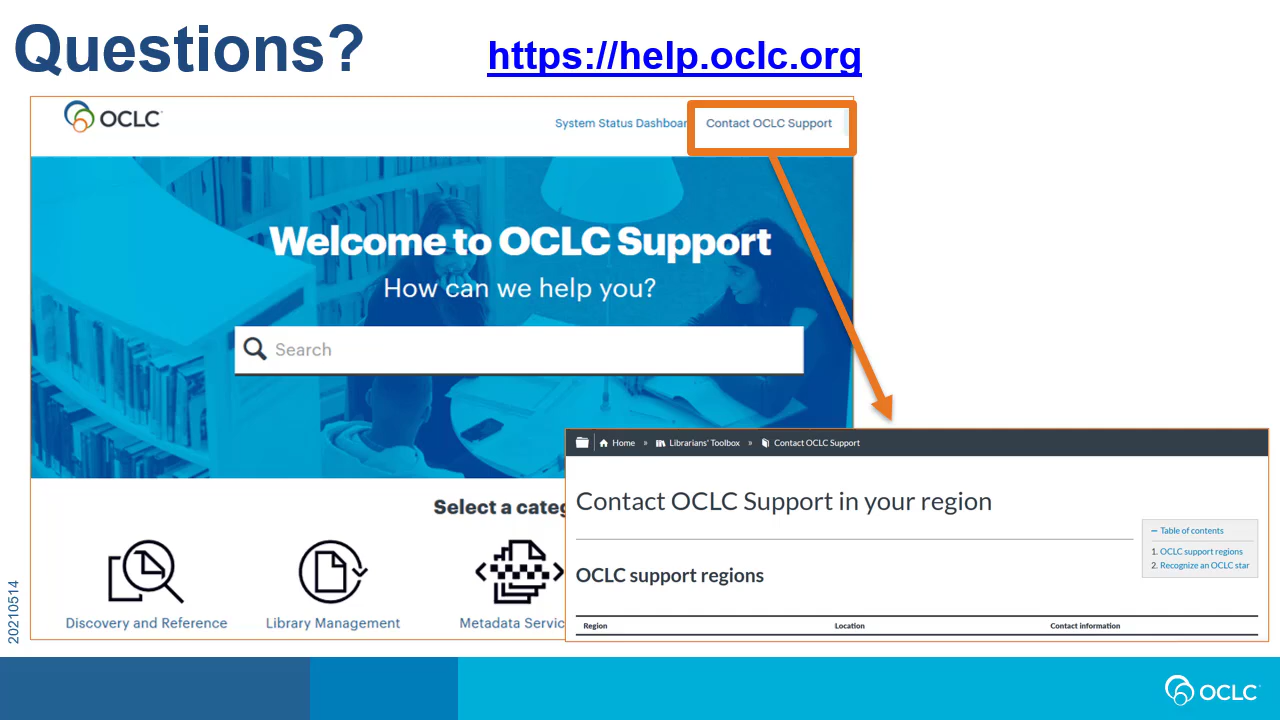 Questions?
https://help.oclc.org
OCLC
System Status Dashboar
Contact OCLC Support
Welcome to OCLC Support
How can we help you?
Search
Home » Librarians' Toolbox » Contact OCLC Support
Contact OCLC Support in your region
Table of contents
1. OCLC support regions
2. Recognize an OCLC star
OCLC support regions
Region Location Contact information
Select a categ
Discovery and Reference
Library Management
Metadata Servic
20210514
OCLC